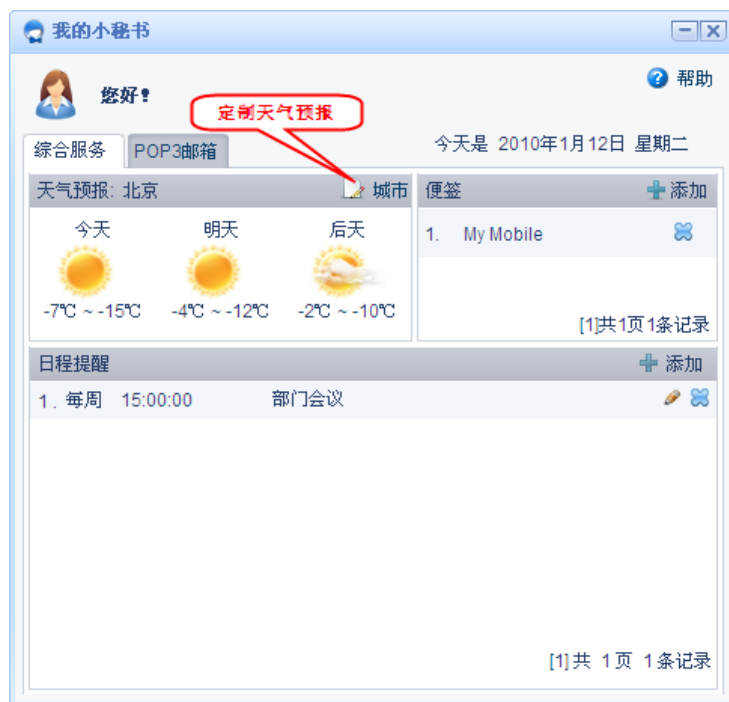 我的小秘书
帮助
您好！
定制天气预报
今天是 2010年1月12日 星期二
综合服务 POP3邮箱
天气预报: 北京 城市
今天 明天 后天
-7℃ ~ -15℃ -4℃ ~ -12℃ -2℃ ~ -10℃
便签 添加
1. My Mobile
[1]共1页1条记录
日程提醒 添加
1. 每周 15:00:00 部门会议
[1] 共 1 页 1 条记录